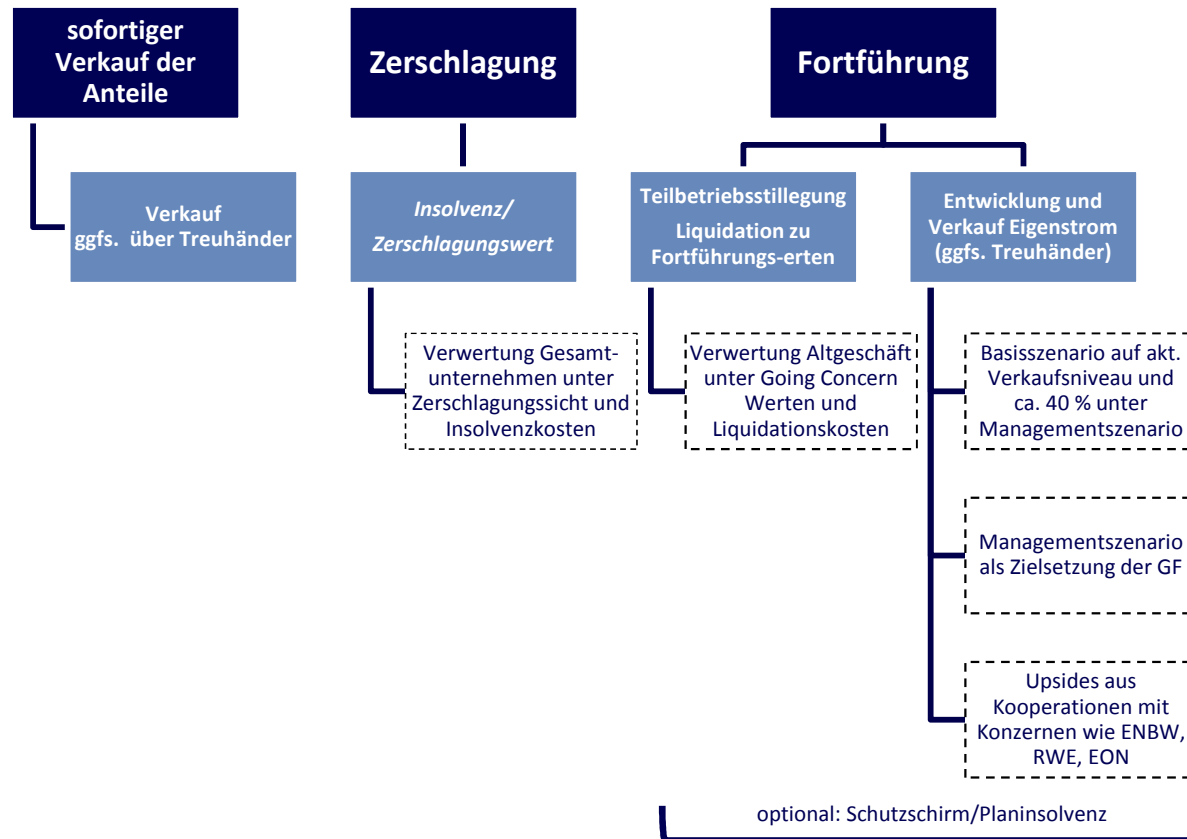 sofortiger
Verkauf der
Anteile
Zerschlagung
Fortführung
Verkauf
ggfs. über Treuhänder
Insolvenz/
Zerschlagungswert
Teilbetriebsstillegung
Liquidation zu
Fortführungs-erten
Entwicklung und
Verkauf Eigenstrom
(ggfs. Treuhänder)
Verwertung Gesamt-
unternehmen unter
Zerschlagungssicht und
Insolvenzkosten
Verwertung Altgeschäft
unter Going Concern
Werten und
Liquidationskosten
Basisszenario auf akt.
Verkaufsniveau und
ca. 40 % unter
Managementszenario
Managementszenario
als Zielsetzung der GF
Upsides aus
Kooperationen mit
Konzernen wie ENBW,
RWE, EON
optional: Schutzschirm/Planinsolvenz